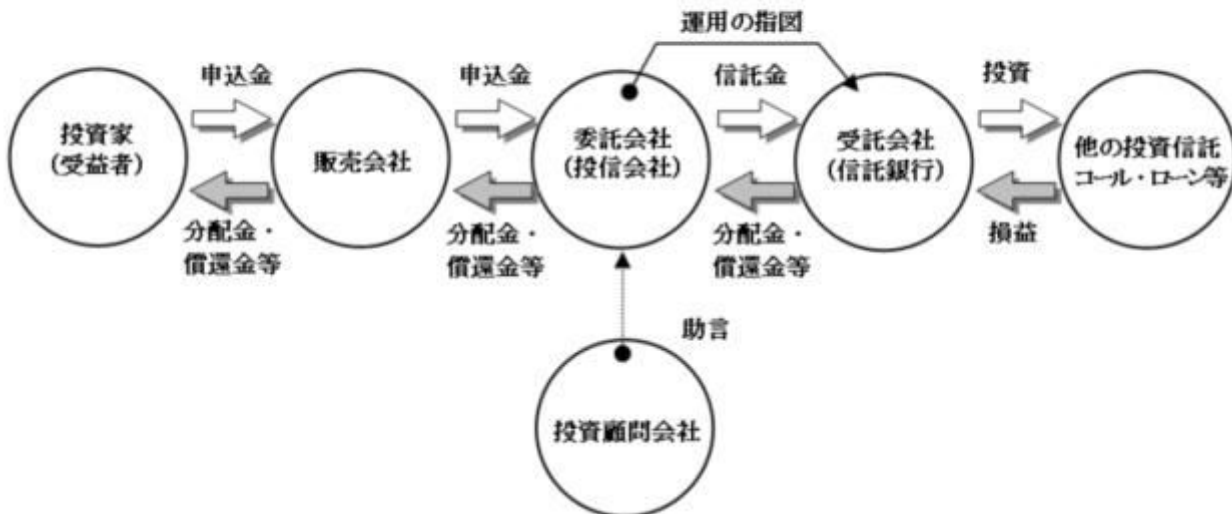 運用の指図
申込金
申込金
信託金
投資
投資家
(受益者)
販売会社
委託会社
(投信会社)
受託会社
(信託銀行)
他の投資信託
コール・ローン等
分配金・
償還金等
分配金・
償還金等
分配金・
償還金等
損益
助言
投資顧問会社